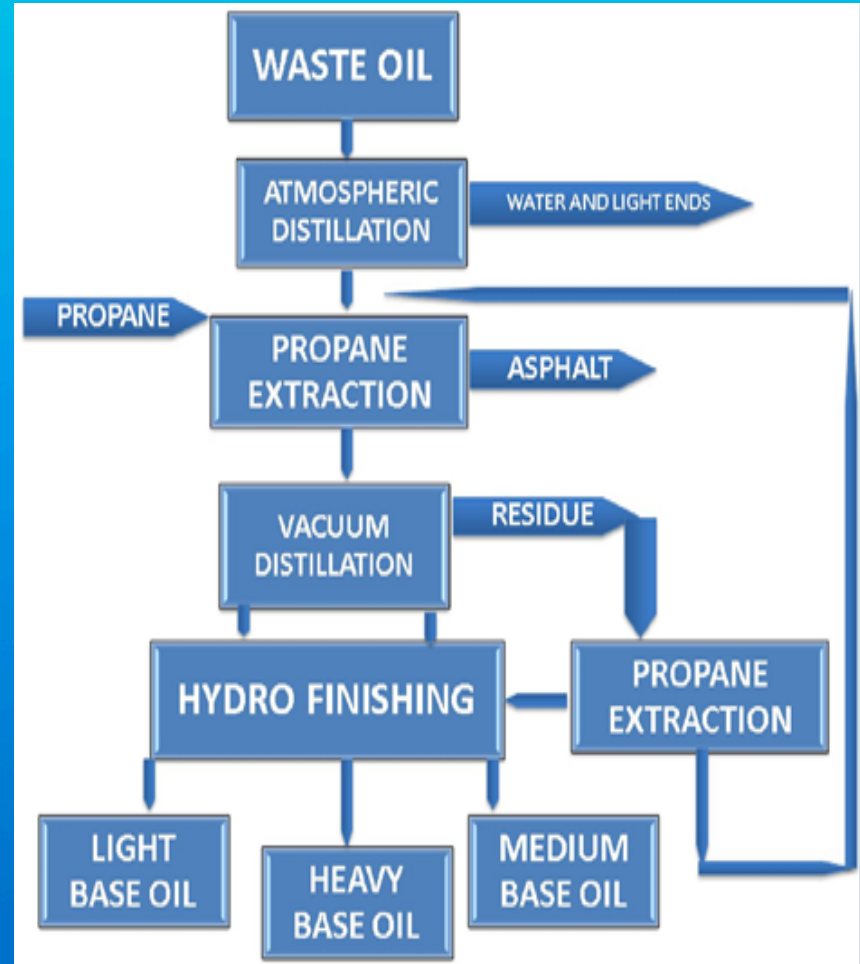 WASTE OIL
ATMOSPHERIC
DISTILLATION
WATER AND LIGHT ENDS
PROPANE
PROPANE
EXTRACTION
ASPHALT
VACUUM
DISTILLATION
RESIDUE
HYDRO FINISHING
PROPANE
EXTRACTION
LIGHT
BASE OIL
HEAVY
BASE OIL
MEDIUM
BASE OIL